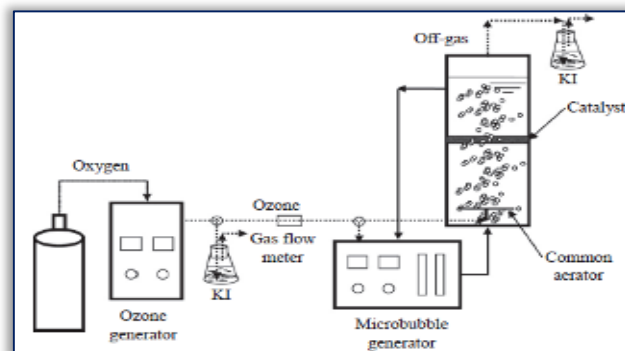 Off-gas
KI
Catalyst
Oxygen
Ozone
Gas flow
meter
KI
Common
aerator
Ozone
generator
Microbubble
generator